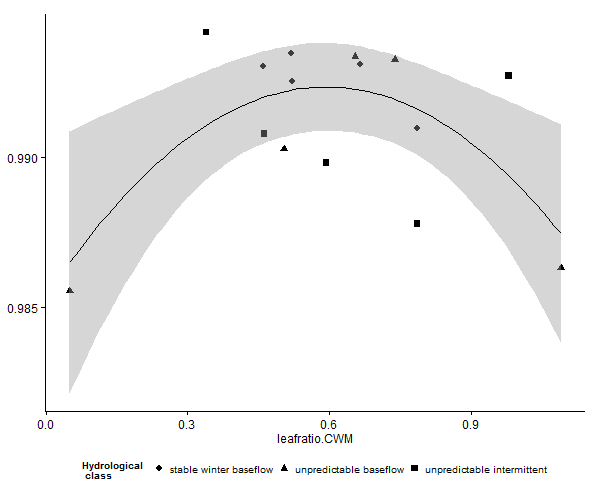 0.990
0.985
0.0 0.3 0.6 0.9
leafratio.CWM
Hydrological
class
stable winter baseflow unpredictable baseflow unpredictable intermittent